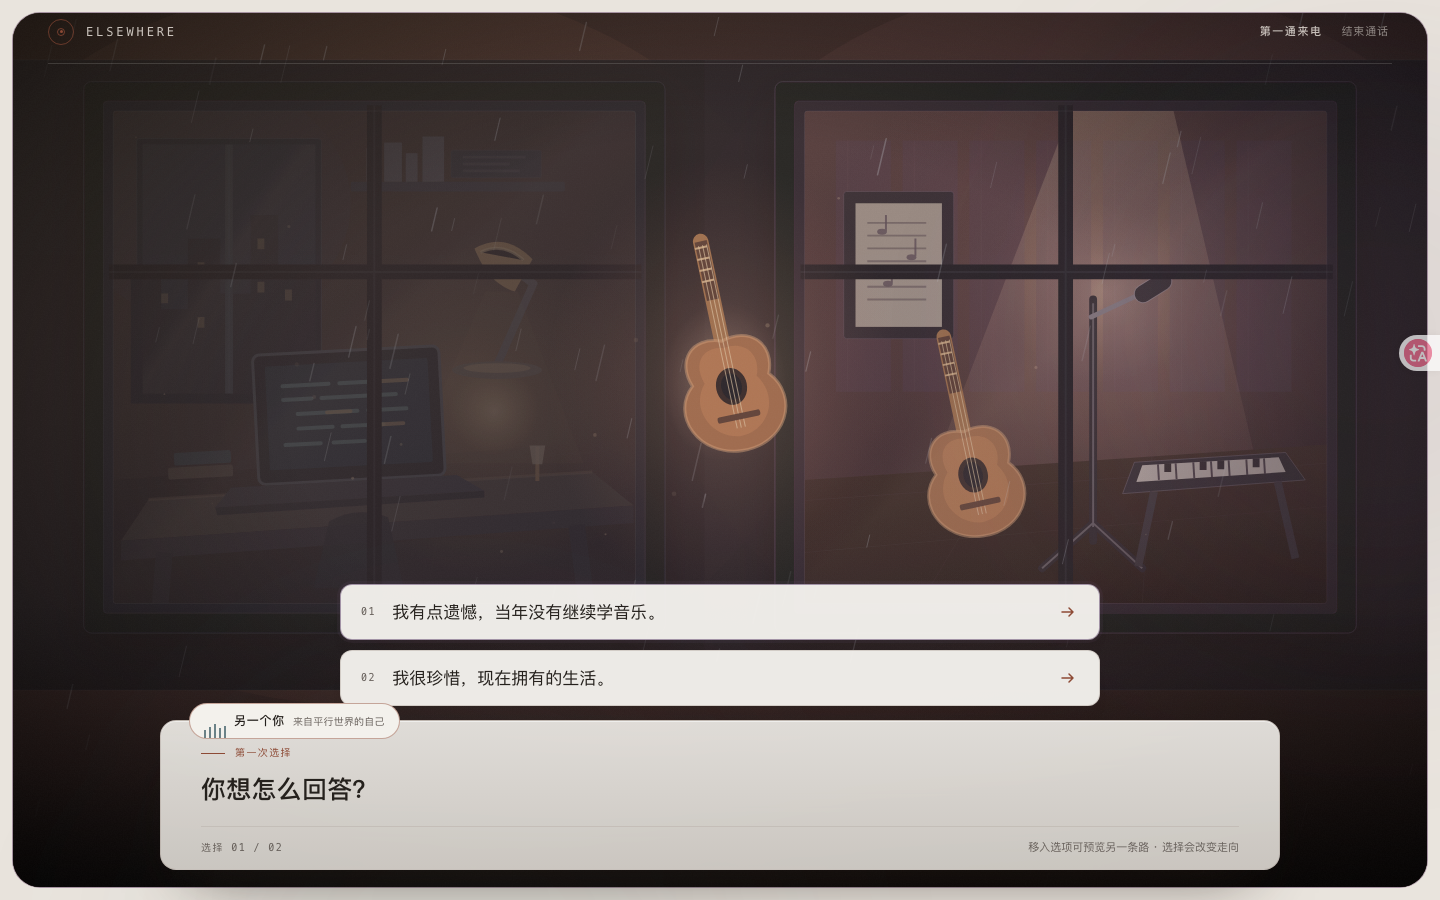 ELSEWHERE
第一通来电 结束通话
01 我有点遗憾，当年没有继续学音乐。
02 我很珍惜，现在拥有的生活。
另一个你 来自平行世界的自己
第一次选择
你想怎么回答？
选择 01 / 02
移入选项可预览另一条路 · 选择会改变走向